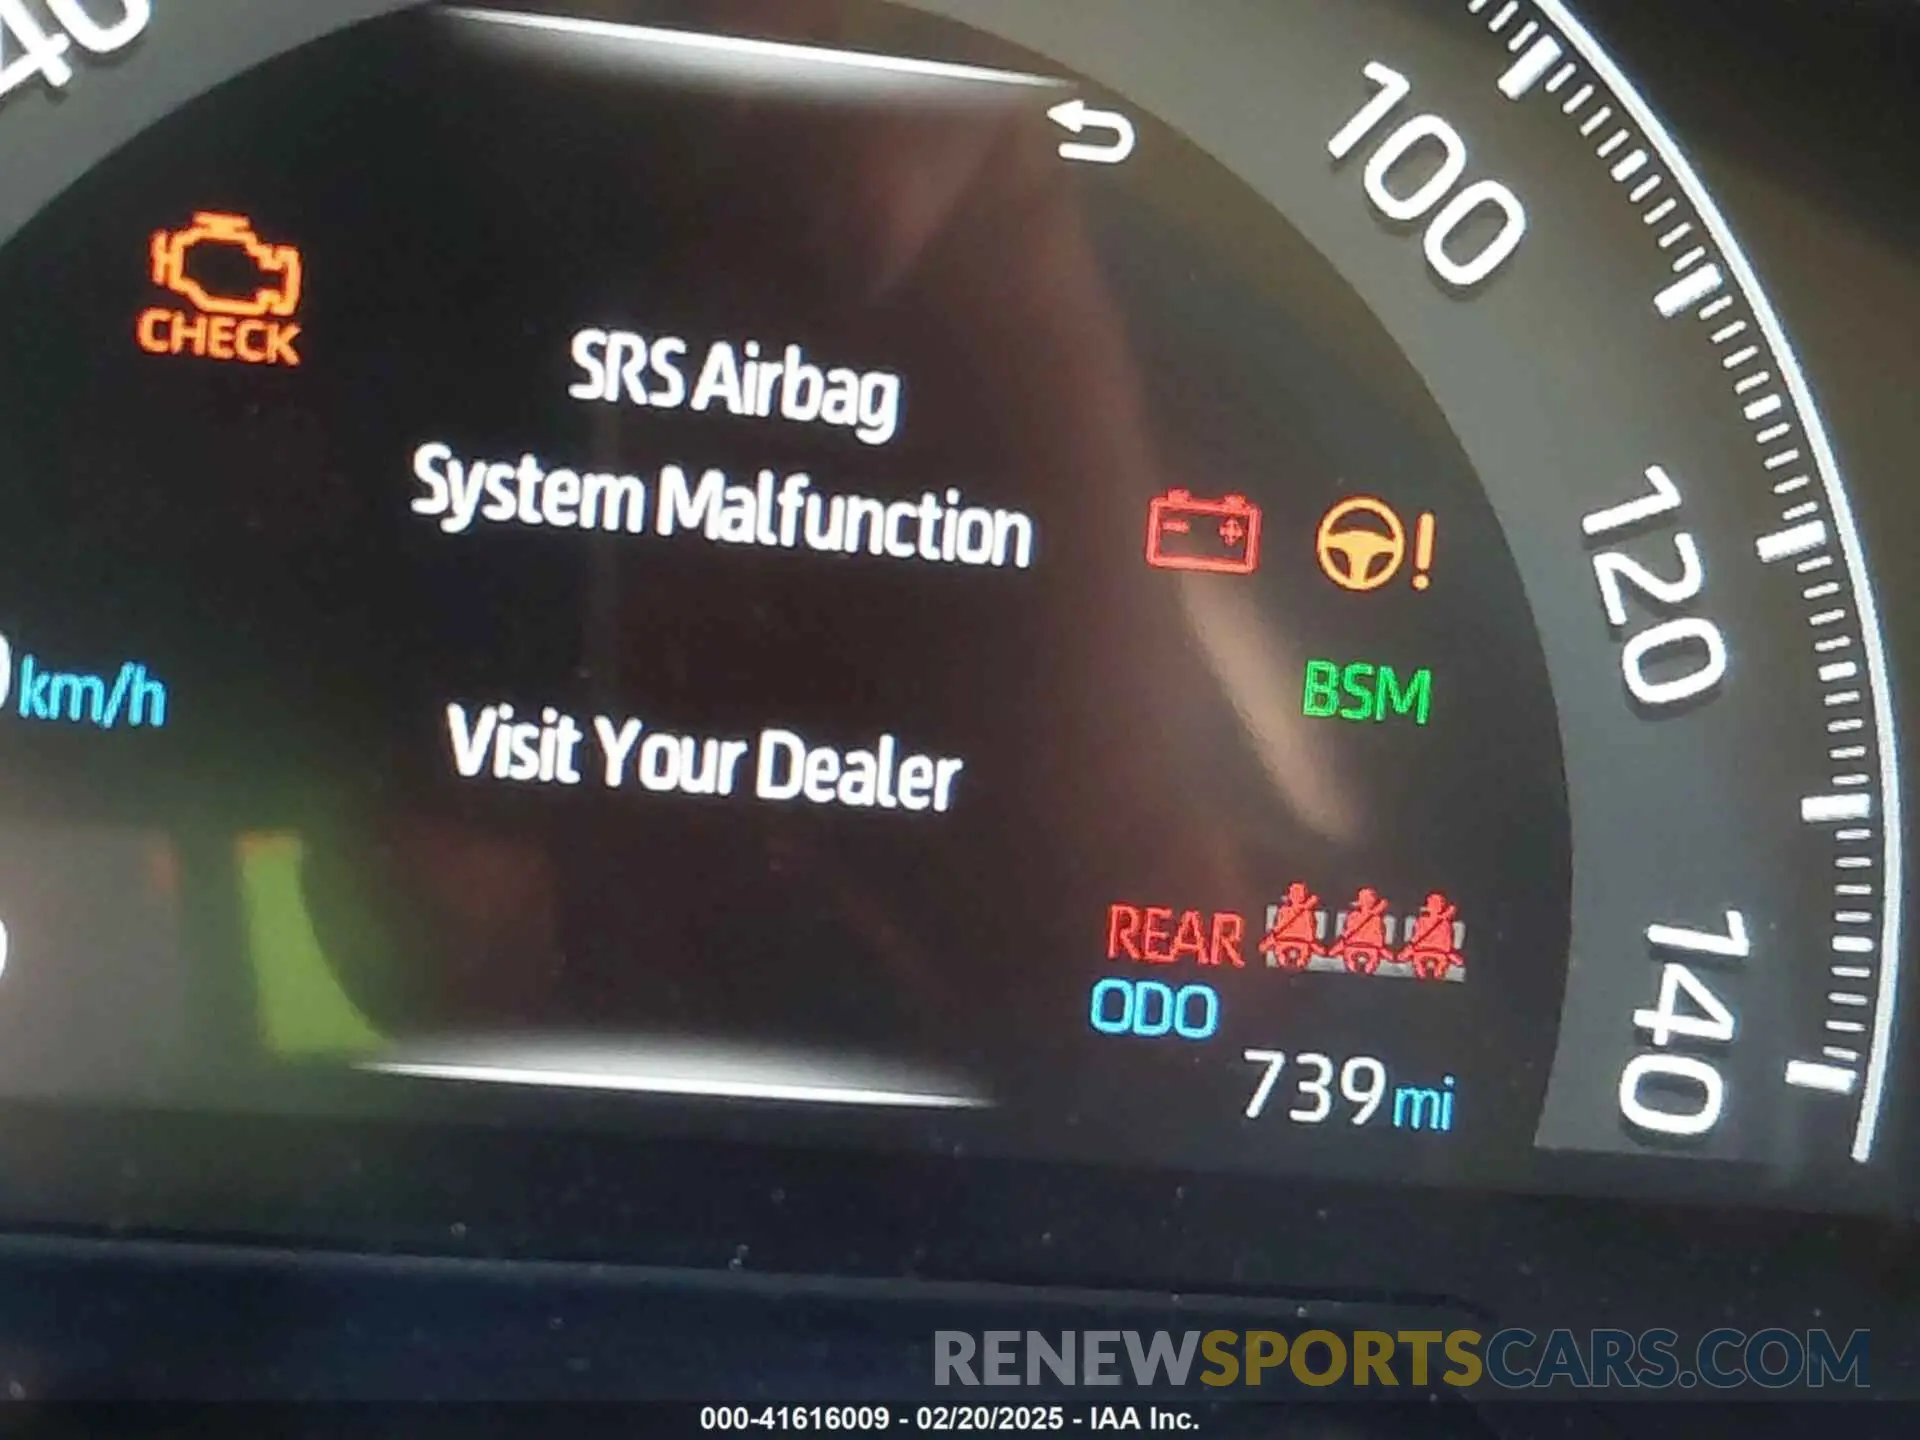 40
100
CHECK
SRS Airbag
System Malfunction
120
km/h
BSM
Visit Your Dealer
REAR
ODO
140
739 mi
RENEWSPORTSCARS.COM
000-41616009 - 02/20/2025 - IAA Inc.